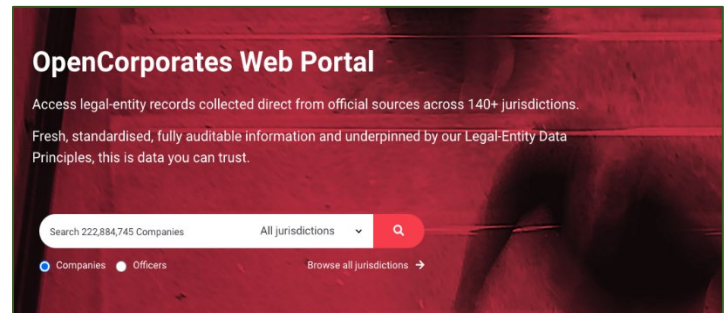 OpenCorporates Web Portal
Access legal-entity records collected direct from official sources across 140+ jurisdictions.
Fresh, standardised, fully auditable information and underpinned by our Legal-Entity Data
Principles, this is data you can trust.
Search 222,884,745 Companies All jurisdictions
Companies Officers Browse all jurisdictions →